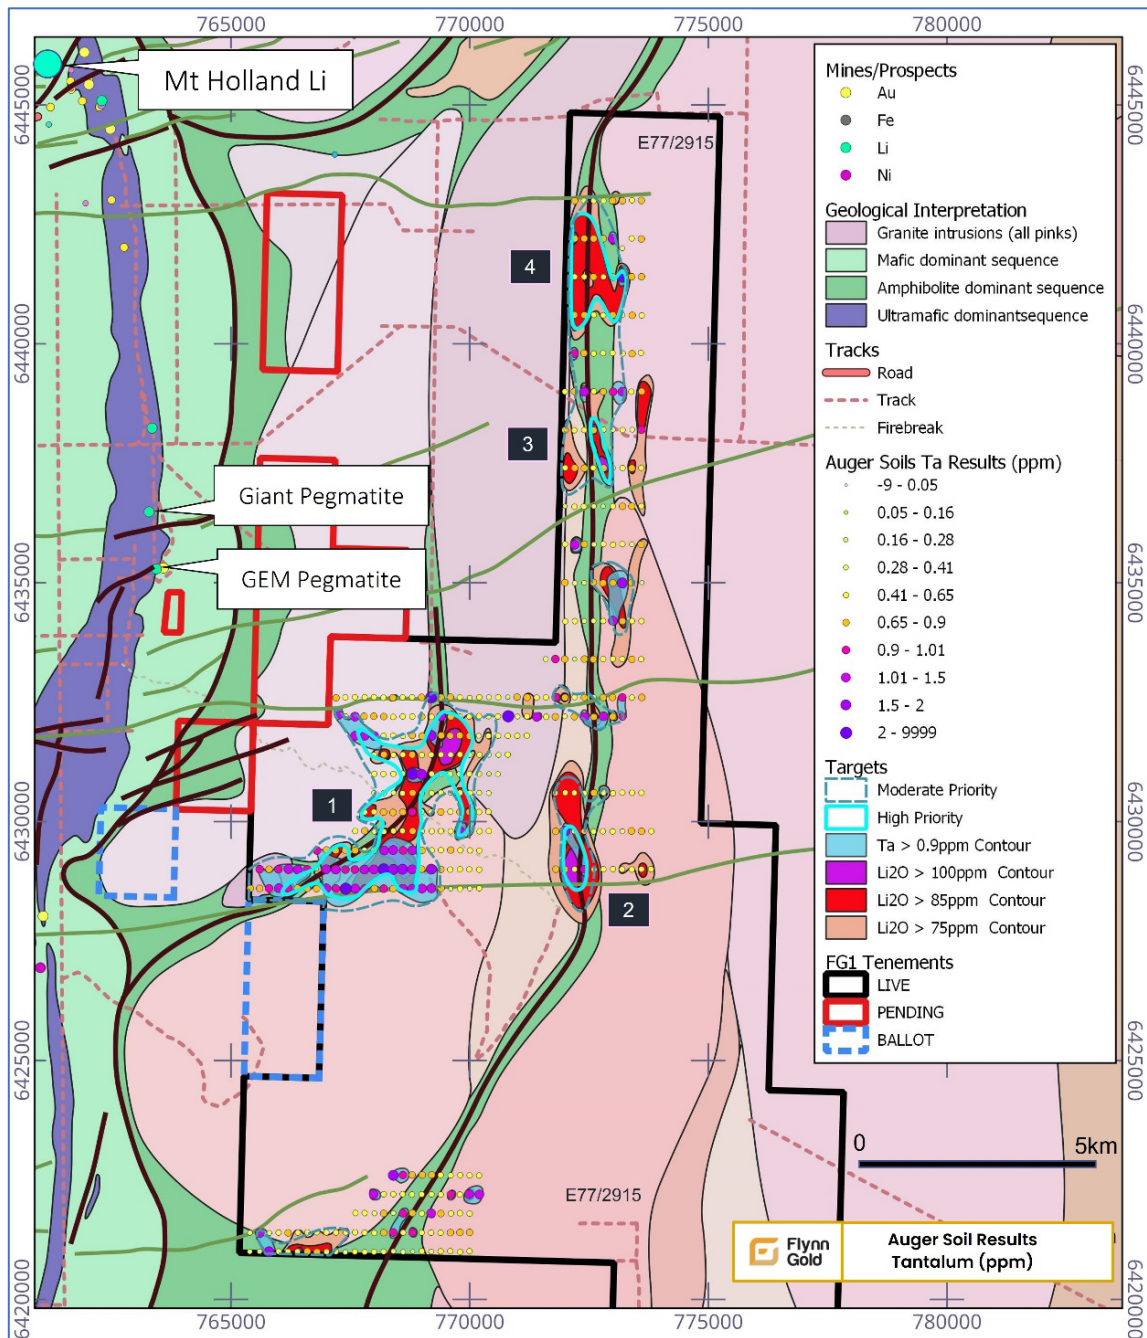 765000
770000
775000
780000
6445000
6440000
6435000
6430000
6425000
6420000
Mt Holland Li
Giant Pegmatite
GEM Pegmatite
E77/2915
4
3
1
2
E77/2915
Mines/Prospects
Au
Fe
Li
Ni
Geological Interpretation
Granite intrusions (all pinks)
Mafic dominant sequence
Amphibolite dominant sequence
Ultramafic dominantsequence
Tracks
Road
Track
Firebreak
Auger Soils Ta Results (ppm)
-9 - 0.05
0.05 - 0.16
0.16 - 0.28
0.28 - 0.41
0.41 - 0.65
0.65 - 0.9
0.9 - 1.01
1.01 - 1.5
1.5 - 2
2 - 9999
Targets
Moderate Priority
High Priority
Ta > 0.9ppm Contour
Li2O > 100ppm Contour
Li2O > 85ppm Contour
Li2O > 75ppm Contour
FG1 Tenements
LIVE
PENDING
BALLOT
0
5km
Flynn
Gold
Auger Soil Results
Tantalum (ppm)
6445000
6440000
6435000
6430000
6425000
6420000
765000
770000
775000
780000